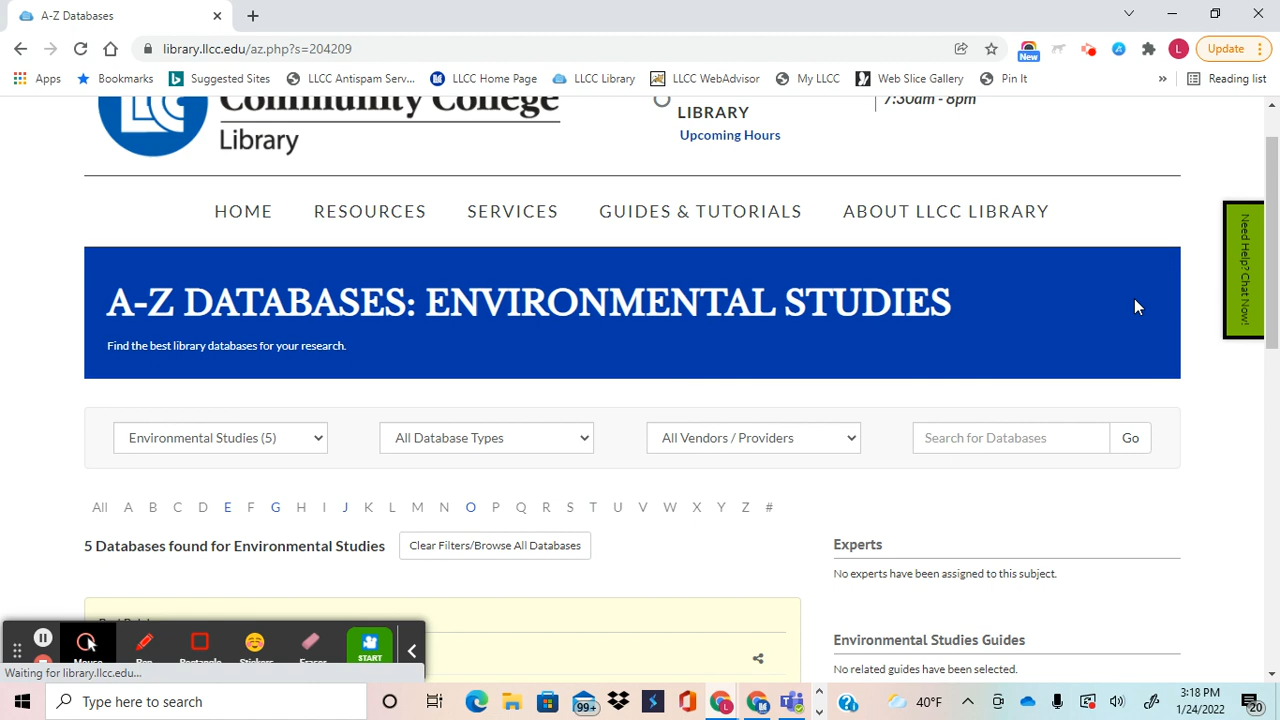 A-Z Databases
library.llcc.edu/az.php?s=204209
New
L
Update
Apps
Bookmarks
Suggested Sites
LLCC Antispam Serv...
LLCC Home Page
LLCC Library
LLCC WebAdvisor
My LLCC
Web Slice Gallery
Pin It
»
Reading list
Community College
Library
LIBRARY
Upcoming Hours
7:30am - 8pm
HOME
RESOURCES
SERVICES
GUIDES & TUTORIALS
ABOUT LLCC LIBRARY
Need Help? Chat Now!
A-Z DATABASES: ENVIRONMENTAL STUDIES
Find the best library databases for your research.
Environmental Studies (5)
All Database Types
All Vendors / Providers
Search for Databases
Go
All A B C D E F G H I J K L M N O P Q R S T U V W X Y Z #
5 Databases found for Environmental Studies
Clear Filters/Browse All Databases
Experts
No experts have been assigned to this subject.
Environmental Studies Guides
No related guides have been selected.
Mouse
Pen
Rectangle
Stickers
Eraser
START
Waiting for library.llcc.edu...
Type here to search
99+
40°F
3:18 PM
1/24/2022
20